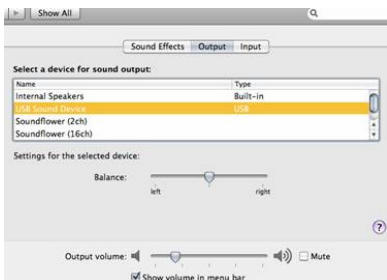 Show All
Sound Effects Output Input
Select a device for sound output:
Name Type
Internal Speakers Built-in
USB Sound Device USB
Soundflower (2ch)
Soundflower (16ch)
Settings for the selected device:
Balance:
left right
?
Output volume: Mute
Show volume in menu bar